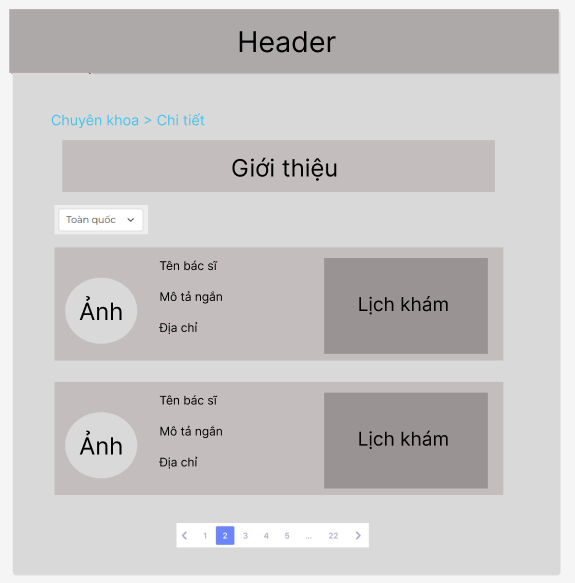 Header
Chuyên khoa > Chi tiết
Giới thiệu
Toàn quốc
Ảnh
Tên bác sĩ
Mô tả ngắn
Địa chỉ
Lịch khám
Ảnh
Tên bác sĩ
Mô tả ngắn
Địa chỉ
Lịch khám
1 2 3 4 5 ... 22